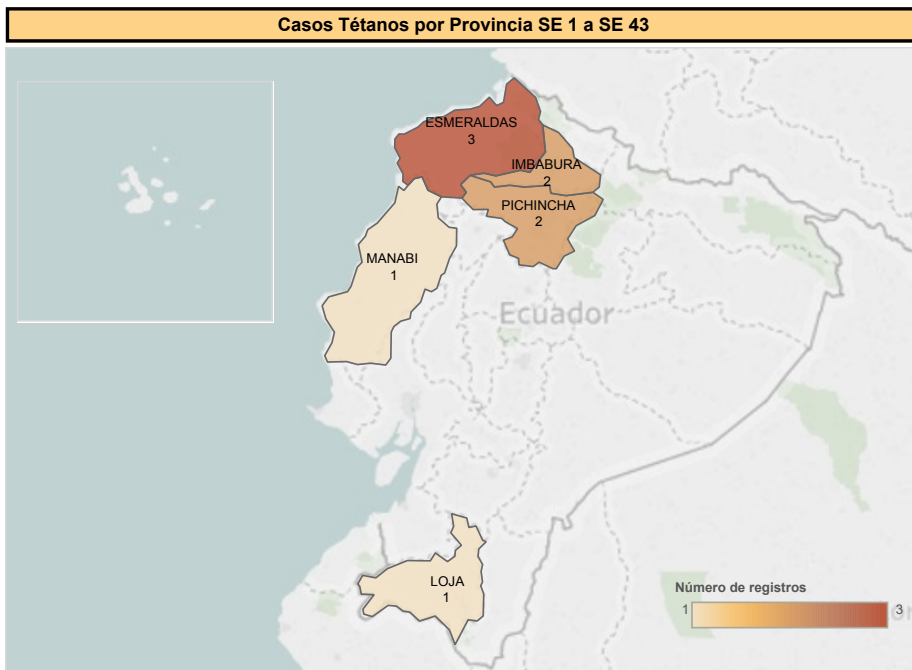 Casos Tétanos por Provincia SE 1 a SE 43
ESMERALDAS
3
IMBABURA
2
PICHINCHA
2
MANABI
1
Ecuador
LOJA
1
Número de registros
1
3